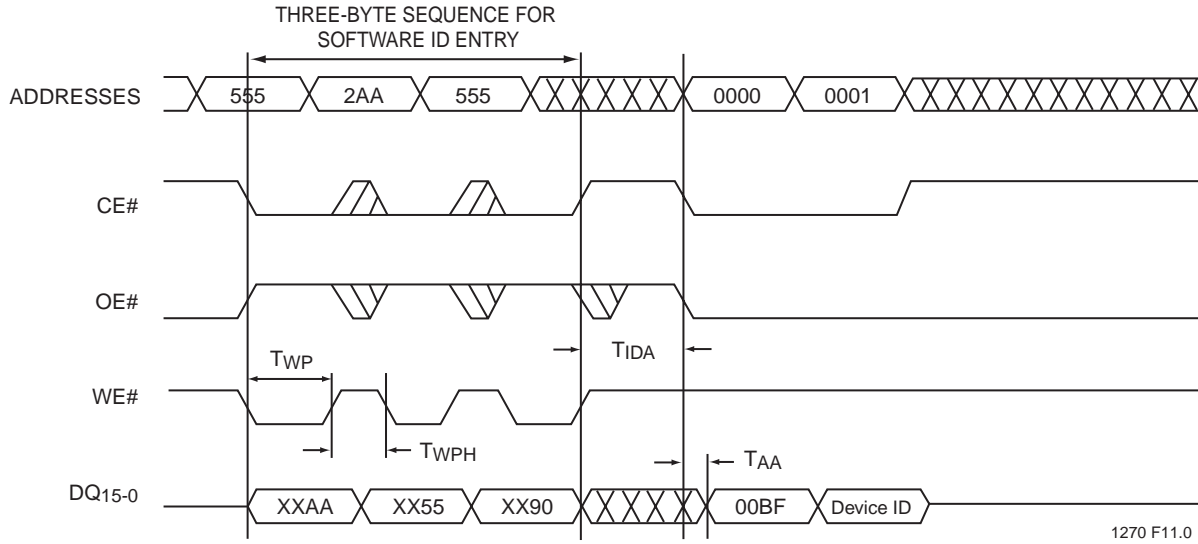 THREE-BYTE SEQUENCE FOR
SOFTWARE ID ENTRY
ADDRESSES
555 2AA 555 0000 0001
CE#
OE#
TWP TIDA
WE#
TWPH TAA
DQ15-0
XXAA XX55 XX90 00BF Device ID
1270 F11.0